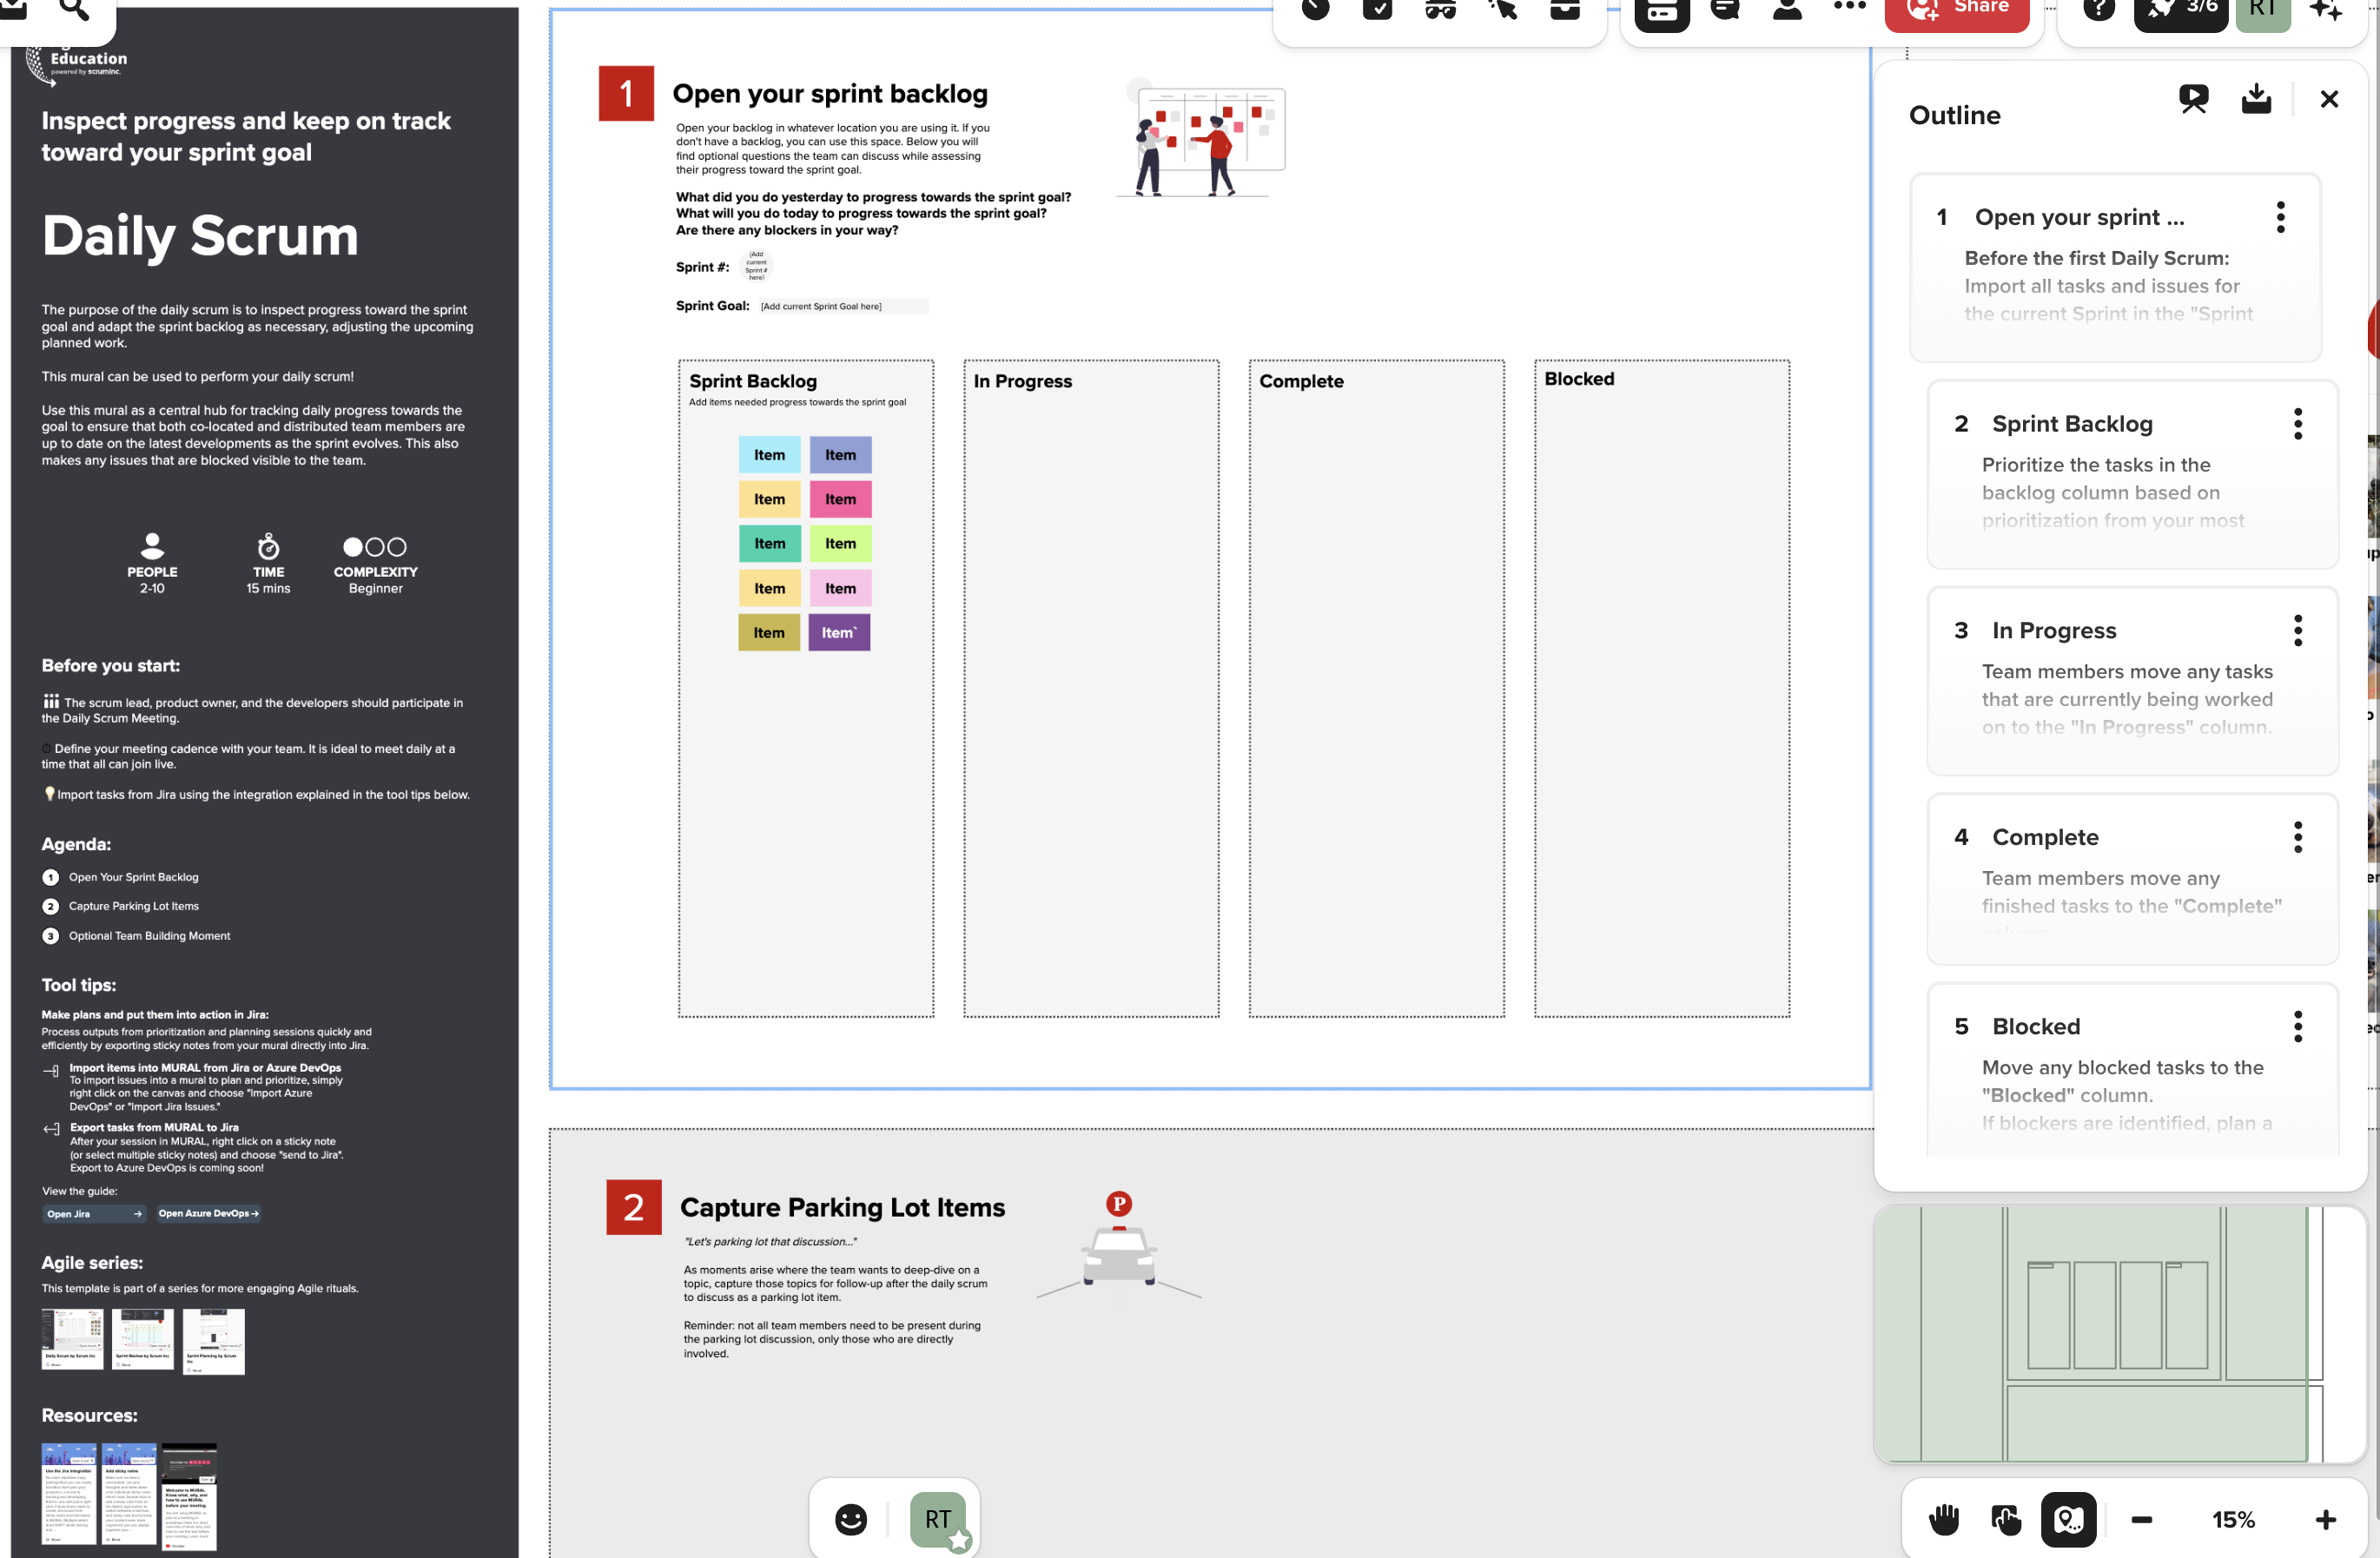 Education
powered by scruminc.
Inspect progress and keep on track
toward your sprint goal
Daily Scrum
The purpose of the daily scrum is to inspect progress toward the sprint
goal and adapt the sprint backlog as necessary, adjusting the upcoming
planned work.
This mural can be used to perform your daily scrum!
Use this mural as a central hub for tracking daily progress towards the
goal to ensure that both co-located and distributed team members are
up to date on the latest developments as the sprint evolves. This also
makes any issues that are blocked visible to the team.
PEOPLE
2-10
TIME
15 mins
COMPLEXITY
Beginner
Before you start:
The scrum lead, product owner, and the developers should participate in
the Daily Scrum Meeting.
Define your meeting cadence with your team. It is ideal to meet daily at a
time that all can join live.
Import tasks from Jira using the integration explained in the tool tips below.
Agenda:
1 Open Your Sprint Backlog
2 Capture Parking Lot Items
3 Optional Team Building Moment
Tool tips:
Make plans and put them into action in Jira:
Process outputs from prioritization and planning sessions quickly and
efficiently by exporting sticky notes from your mural directly into Jira.
Import items into MURAL from Jira or Azure DevOps
To import issues into a mural to plan and prioritize, simply
right click on the canvas and choose "Import Azure
DevOps" or "Import Jira Issues."
Export tasks from MURAL to Jira
After your session in MURAL, right click on a sticky note
(or select multiple sticky notes) and choose "send to Jira".
Export to Azure DevOps is coming soon!
View the guide:
Open Jira →
Open Azure DevOps →
Agile series:
This template is part of a series for more engaging Agile rituals.
Daily Scrum by Scrum Inc
Sprint Review by Scrum Inc
Sprint Planning by Scrum
Inc
Resources:
Use the Jira integration
Add sticky notes
Welcome to MURAL
1
Open your sprint backlog
Open your backlog in whatever location you are using it. If you
don't have a backlog, you can use this space. Below you will
find optional questions the team can discuss while assessing
their progress toward the sprint goal.
What did you do yesterday to progress towards the sprint goal?
What will you do today to progress towards the sprint goal?
Are there any blockers in your way?
Sprint #:
[Add
current
Sprint #
here]
Sprint Goal: [Add current Sprint Goal here]
Sprint Backlog
Add items needed progress towards the sprint goal
Item Item
Item Item
Item Item
Item Item
Item Item`
In Progress
Complete
Blocked
2
Capture Parking Lot Items
P
"Let's parking lot that discussion..."
As moments arise where the team wants to deep-dive on a
topic, capture those topics for follow-up after the daily scrum
to discuss as a parking lot item.
Reminder: not all team members need to be present during
the parking lot discussion, only those who are directly
involved.
RT
Share
?
3/6
RT
Outline
1 Open your sprint ...
Before the first Daily Scrum:
Import all tasks and issues for
the current Sprint in the "Sprint
2 Sprint Backlog
Prioritize the tasks in the
backlog column based on
prioritization from your most
3 In Progress
Team members move any tasks
that are currently being worked
on to the "In Progress" column.
4 Complete
Team members move any
finished tasks to the "Complete"
column.
5 Blocked
Move any blocked tasks to the
"Blocked" column.
If blockers are identified, plan a
15%